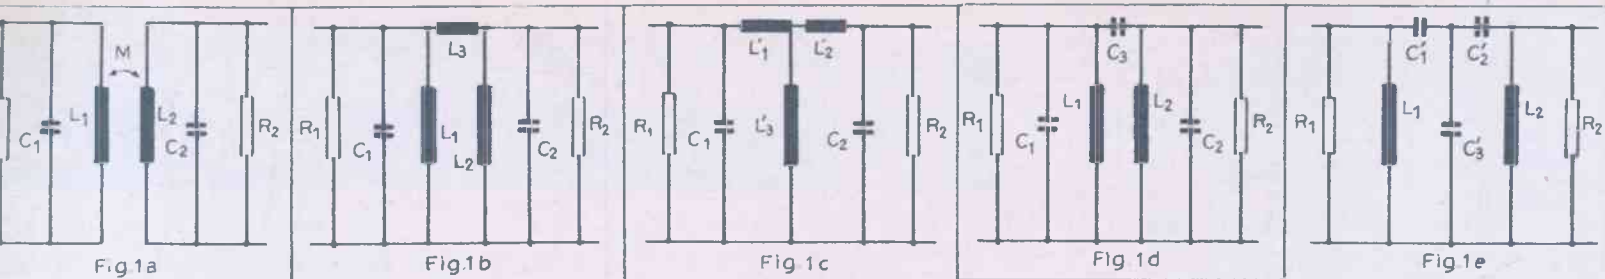 C₁ L₁ M L₂ C₂ R₂
Fig.1a
R₁ C₁ L₁ L₃ L₂ C₂ R₂
Fig.1b
R₁ C₁ L'₁ L'₂ L'₃ C₂ R₂
Fig.1c
R₁ C₁ L₁ C₃ L₂ C₂ R₂
Fig.1d
R₁ L₁ C'₁ C'₂ C'₃ L₂ R₂
Fig.1e